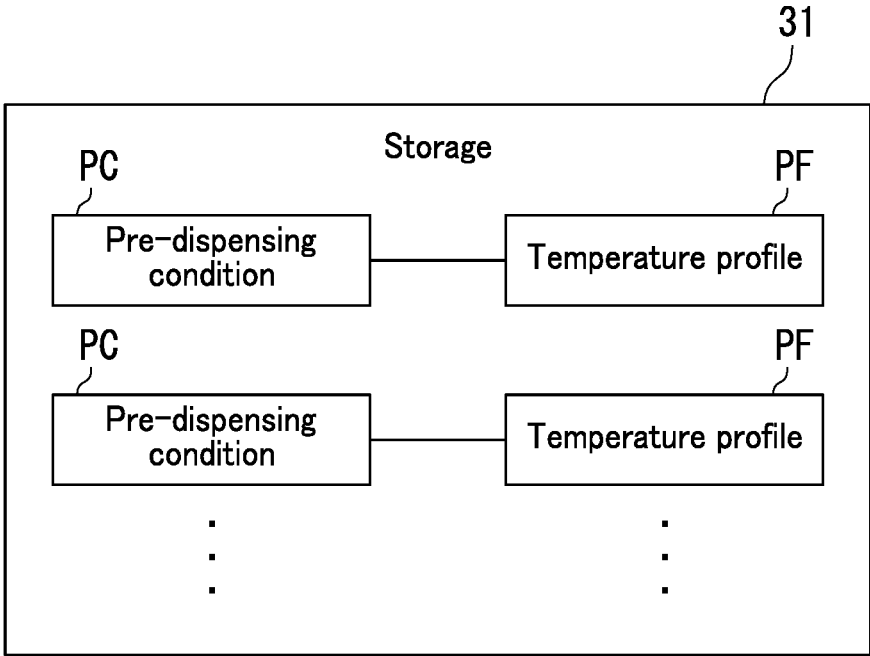 31
Storage
PC
PF
Pre-dispensing
condition
Temperature profile
PC
PF
Pre-dispensing
condition
Temperature profile